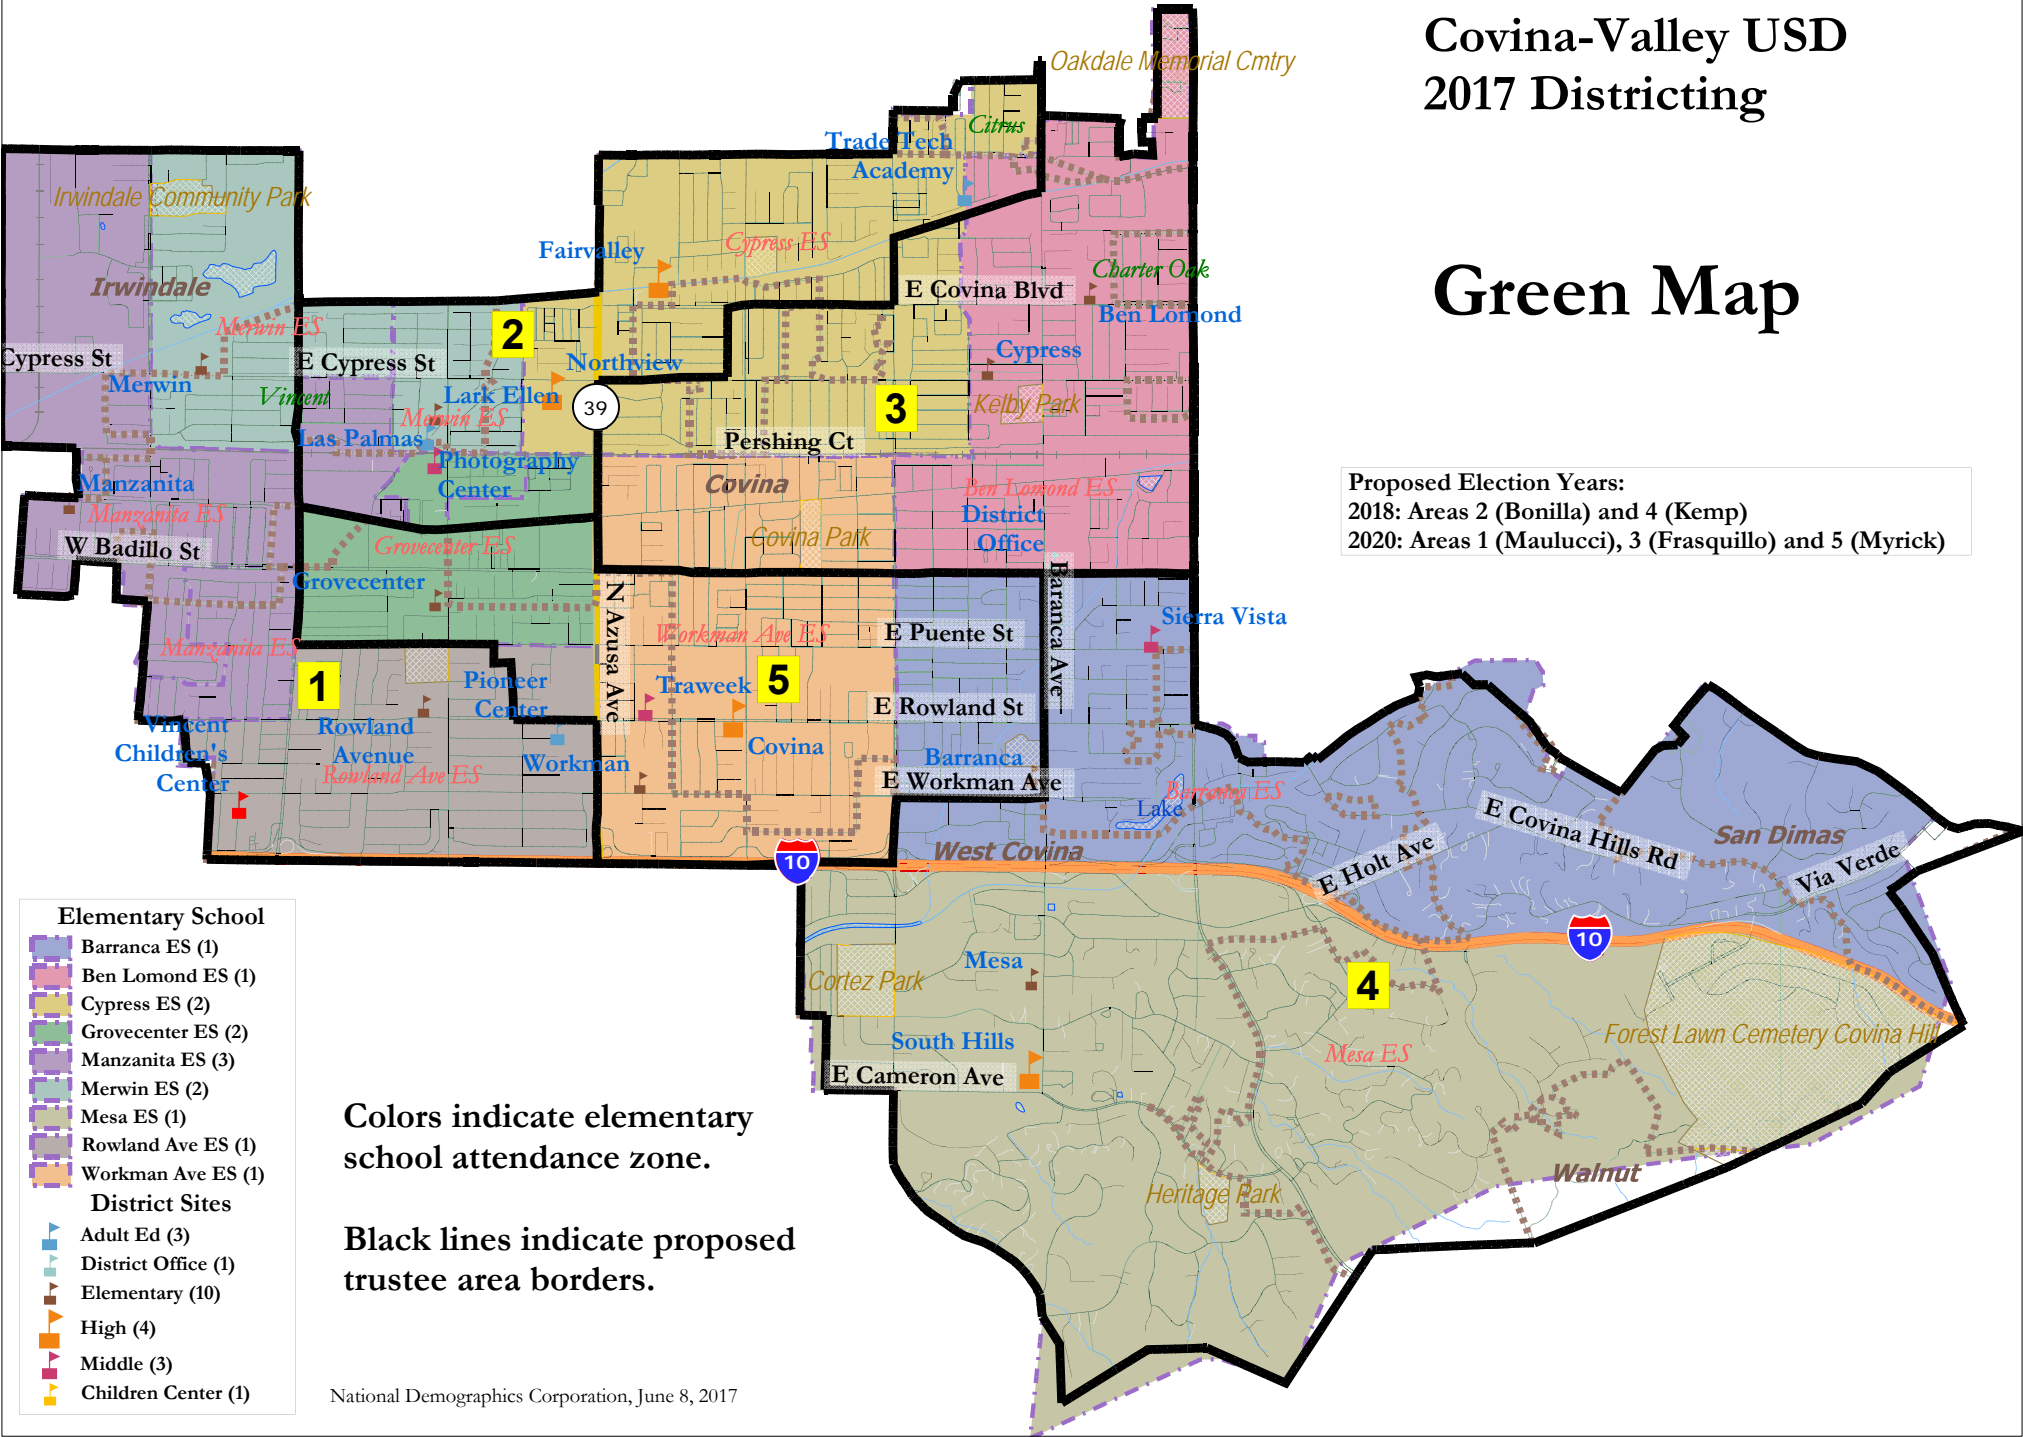 Covina-Valley USD
2017 Districting
Green Map
Proposed Election Years:
2018: Areas 2 (Bonilla) and 4 (Kemp)
2020: Areas 1 (Maulucci), 3 (Frasquillo) and 5 (Myrick)
Oakdale Memorial Cmtry
Citrus
Trade Tech
Academy
Irwindale Community Park
Fairvalley
Cypress ES
Charter Oak
Irwindale
E Covina Blvd
Ben Lomond
Merwin ES
2
Cypress St
E Cypress St
Northview
Cypress
Merwin
Vincent
Lark Ellen
39
3
Kelby Park
Merwin ES
Las Palmas
Pershing Ct
Photography
Center
Manzanita
Covina
Ben Lomond ES
Manzanita ES
District
Office
W Badillo St
Grovecenter ES
Covina Park
Grovecenter
N Azusa Ave
Baranca Ave
Sierra Vista
Workman Ave ES
E Puente St
Manzanita ES
1
5
Pioneer
Center
Traweek
E Rowland St
Vincent
Children's
Center
Rowland
Avenue
Rowland Ave ES
Workman
Covina
Barranca
E Workman Ave
Barranca ES
Lake
E Covina Hills Rd
San Dimas
West Covina
10
E Holt Ave
Via Verde
10
Mesa
Cortez Park
4
South Hills
Mesa ES
Forest Lawn Cemetery Covina Hill
E Cameron Ave
Heritage Park
Walnut
Elementary School
Barranca ES (1)
Ben Lomond ES (1)
Cypress ES (2)
Grovecenter ES (2)
Manzanita ES (3)
Merwin ES (2)
Mesa ES (1)
Rowland Ave ES (1)
Workman Ave ES (1)
District Sites
Adult Ed (3)
District Office (1)
Elementary (10)
High (4)
Middle (3)
Children Center (1)
Colors indicate elementary
school attendance zone.
Black lines indicate proposed
trustee area borders.
National Demographics Corporation, June 8, 2017